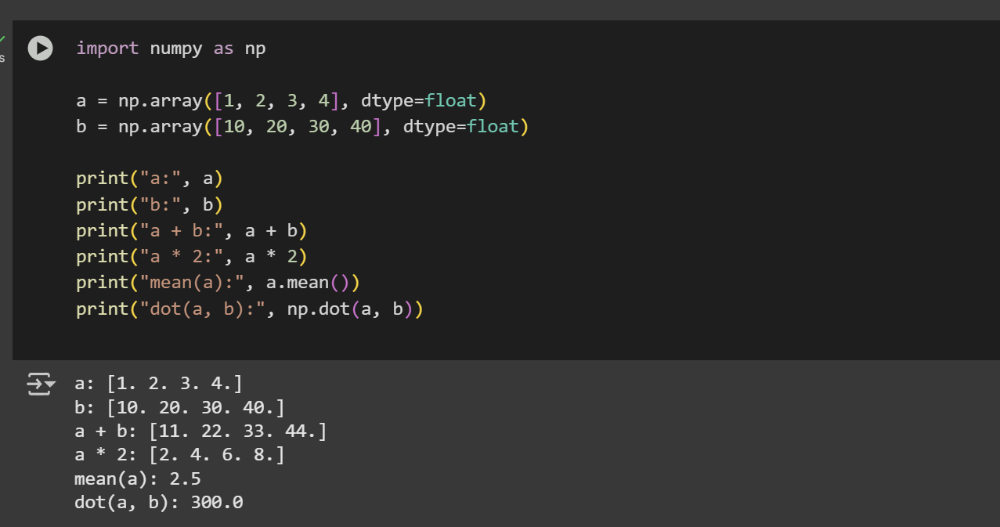 import numpy as np
a = np.array([1, 2, 3, 4], dtype=float)
b = np.array([10, 20, 30, 40], dtype=float)
print("a:", a)
print("b:", b)
print("a + b:", a + b)
print("a * 2:", a * 2)
print("mean(a):", a.mean())
print("dot(a, b):", np.dot(a, b))
s
a: [1. 2. 3. 4.]
b: [10. 20. 30. 40.]
a + b: [11. 22. 33. 44.]
a * 2: [2. 4. 6. 8.]
mean(a): 2.5
dot(a, b): 300.0